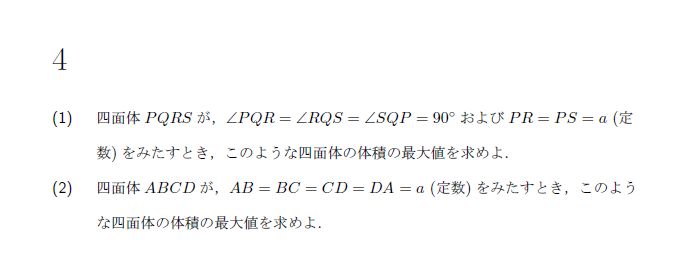 4
(1) 四面体 PQRS が，∠PQR = ∠RQS = ∠SQP = 90° および PR = PS = a (定
数) をみたすとき，このような四面体の体積の最大値を求めよ．
(2) 四面体 ABCD が，AB = BC = CD = DA = a (定数) をみたすとき，このよう
な四面体の体積の最大値を求めよ．